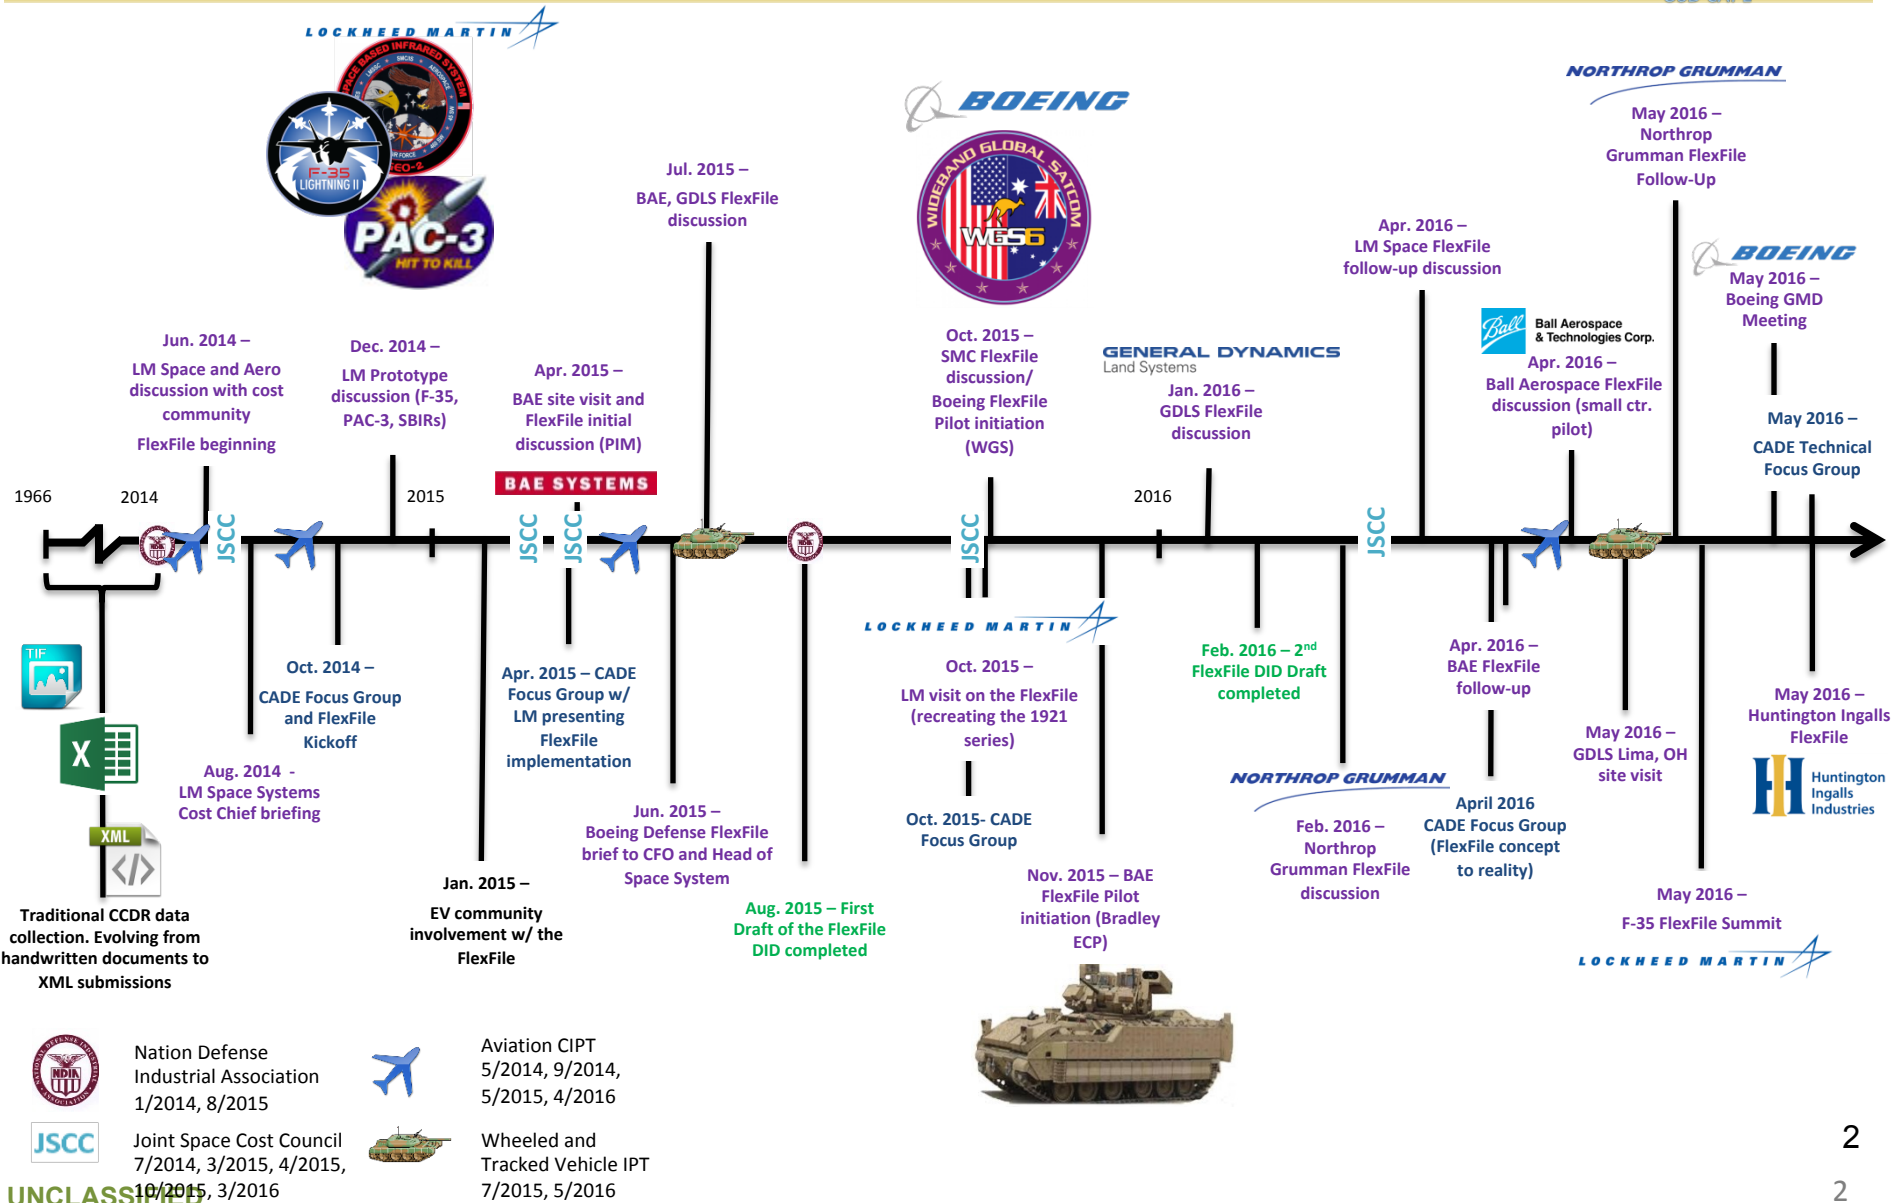 LOCKHEED MARTIN
SPACE BASED INFRARED SYSTEM
SMC/IS
AEROSPACE
GEO-2
F-35
LIGHTNING II
PAC-3
HIT TO KILL
Jun. 2014 –
LM Space and Aero
discussion with cost
community
FlexFile beginning
Dec. 2014 –
LM Prototype
discussion (F-35,
PAC-3, SBIRs)
Apr. 2015 –
BAE site visit and
FlexFile initial
discussion (PIM)
BAE SYSTEMS
Jul. 2015 –
BAE, GDLS FlexFile
discussion
BOEING
WIDEBAND GLOBAL SATCOM
WGS6
Oct. 2015 –
SMC FlexFile
discussion/
Boeing FlexFile
Pilot initiation
(WGS)
GENERAL DYNAMICS
Land Systems
Jan. 2016 –
GDLS FlexFile
discussion
Apr. 2016 –
LM Space FlexFile
follow-up discussion
Ball
Ball Aerospace
& Technologies Corp.
Apr. 2016 –
Ball Aerospace FlexFile
discussion (small ctr.
pilot)
NORTHROP GRUMMAN
May 2016 –
Northrop
Grumman FlexFile
Follow-Up
BOEING
May 2016 –
Boeing GMD
Meeting
May 2016 –
CADE Technical
Focus Group
1966
2014
2015
2016
JSCC
JSCC
JSCC
JSCC
JSCC
TIF
X
XML
</>
Traditional CCDR data
collection. Evolving from
handwritten documents to
XML submissions
Aug. 2014 -
LM Space Systems
Cost Chief briefing
Oct. 2014 –
CADE Focus Group
and FlexFile
Kickoff
Jan. 2015 –
EV community
involvement w/ the
FlexFile
Apr. 2015 – CADE
Focus Group w/
LM presenting
FlexFile
implementation
Jun. 2015 –
Boeing Defense FlexFile
brief to CFO and Head of
Space System
Aug. 2015 – First
Draft of the FlexFile
DID completed
LOCKHEED MARTIN
Oct. 2015 –
LM visit on the FlexFile
(recreating the 1921
series)
Oct. 2015- CADE
Focus Group
Nov. 2015 – BAE
FlexFile Pilot
initiation (Bradley
ECP)
Feb. 2016 – 2nd
FlexFile DID Draft
completed
NORTHROP GRUMMAN
Feb. 2016 –
Northrop
Grumman FlexFile
discussion
Apr. 2016 –
BAE FlexFile
follow-up
April 2016
CADE Focus Group
(FlexFile concept
to reality)
May 2016 –
GDLS Lima, OH
site visit
May 2016 –
F-35 FlexFile Summit
LOCKHEED MARTIN
May 2016 –
Huntington Ingalls
FlexFile
Huntington
Ingalls
Industries
NATIONAL DEFENSE INDUSTRIAL ASSOCIATION
NDIA
Nation Defense
Industrial Association
1/2014, 8/2015
JSCC
Joint Space Cost Council
7/2014, 3/2015, 4/2015,
10/2015, 3/2016
Aviation CIPT
5/2014, 9/2014,
5/2015, 4/2016
Wheeled and
Tracked Vehicle IPT
7/2015, 5/2016
UNCLASSIFIED
2
2